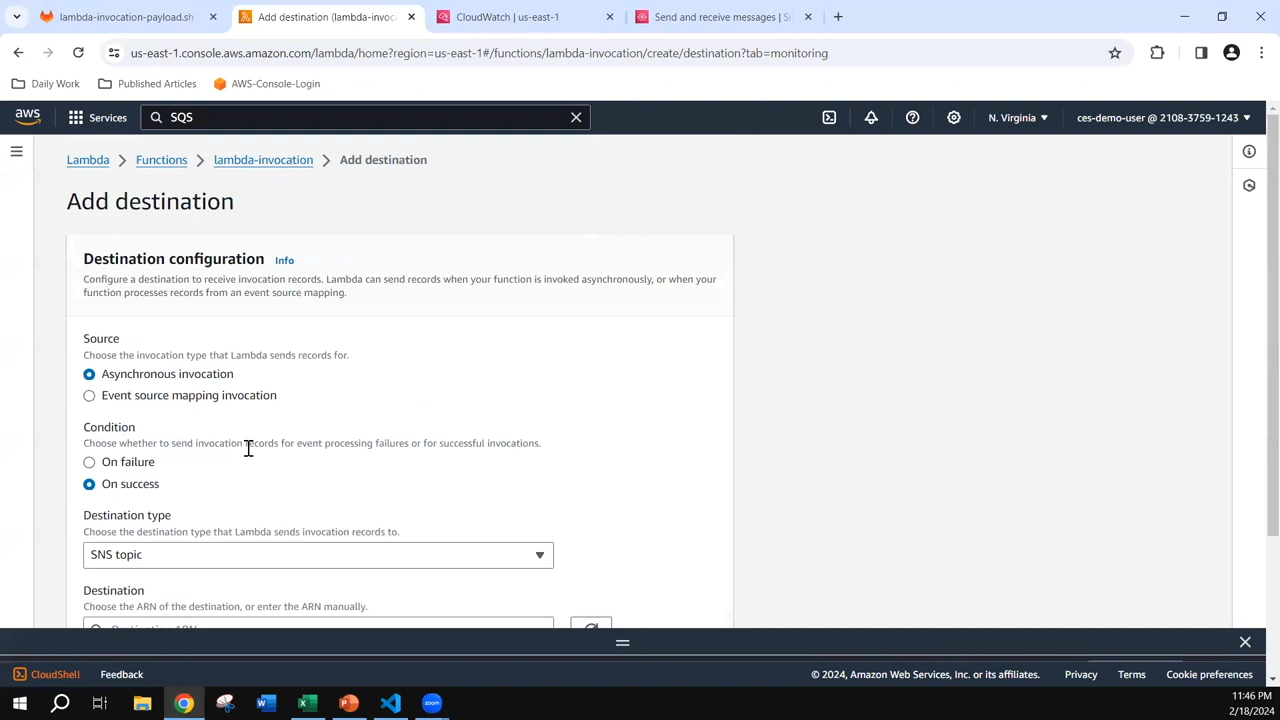 lambda-invocation-payload.sh
Add destination (lambda-invoc
CloudWatch | us-east-1
Send and receive messages | Si
us-east-1.console.aws.amazon.com/lambda/home?region=us-east-1#/functions/lambda-invocation/create/destination?tab=monitoring
Daily Work
Published Articles
AWS-Console-Login
aws
Services
SQS
N. Virginia
ces-demo-user @ 2108-3759-1243
Lambda
Functions
lambda-invocation
Add destination
Add destination
Destination configuration Info
Configure a destination to receive invocation records. Lambda can send records when your function is invoked asynchronously, or when your
function processes records from an event source mapping.
Source
Choose the invocation type that Lambda sends records for.
Asynchronous invocation
Event source mapping invocation
Condition
Choose whether to send invocation records for event processing failures or for successful invocations.
On failure
On success
Destination type
Choose the destination type that Lambda sends invocation records to.
SNS topic
Destination
Choose the ARN of the destination, or enter the ARN manually.
Destination ARN
CloudShell
Feedback
© 2024, Amazon Web Services, Inc. or its affiliates.
Privacy
Terms
Cookie preferences
11:46 PM
2/18/2024